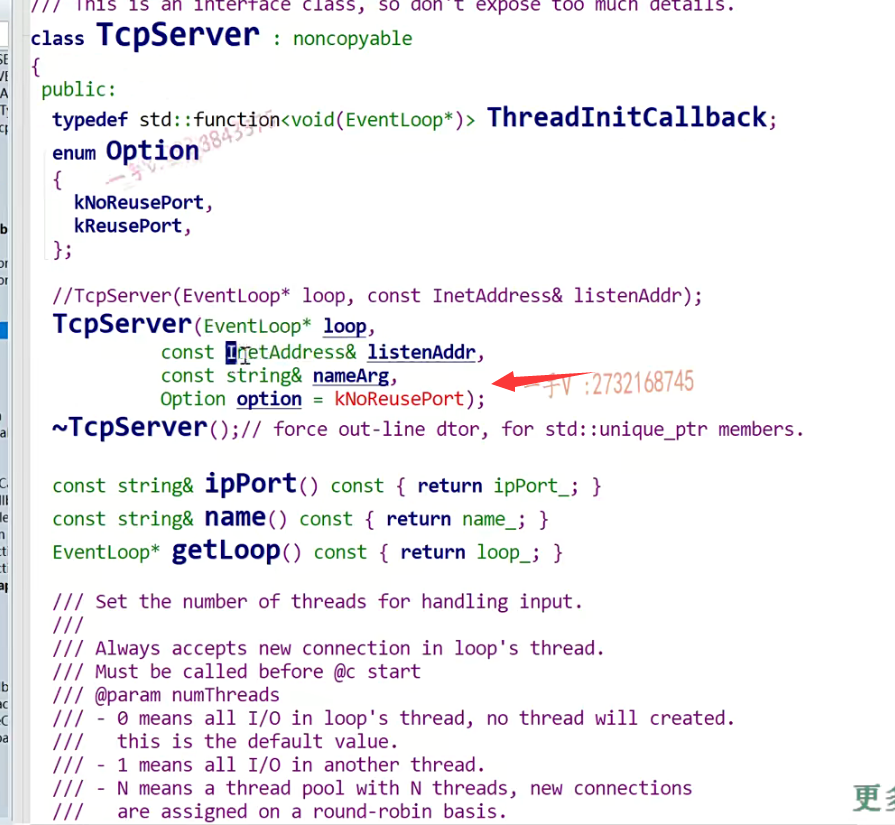 /// This is an interface class, so don't expose too much details.
class TcpServer : noncopyable
{
public:
typedef std::function<void(EventLoop*)> ThreadInitCallback;
enum Option
{
kNoReusePort,
kReusePort,
};
//TcpServer(EventLoop* loop, const InetAddress& listenAddr);
TcpServer(EventLoop* loop,
const InetAddress& listenAddr,
const string& nameArg,
一手V :2732168745
Option option = kNoReusePort);
~TcpServer();// force out-line dtor, for std::unique_ptr members.
const string& ipPort() const { return ipPort_; }
const string& name() const { return name_; }
EventLoop* getLoop() const { return loop_; }
/// Set the number of threads for handling input.
///
/// Always accepts new connection in loop's thread.
/// Must be called before @c start
/// @param numThreads
/// - 0 means all I/O in loop's thread, no thread will created.
///   this is the default value.
/// - 1 means all I/O in another thread.
/// - N means a thread pool with N threads, new connections
///   are assigned on a round-robin basis.
更多